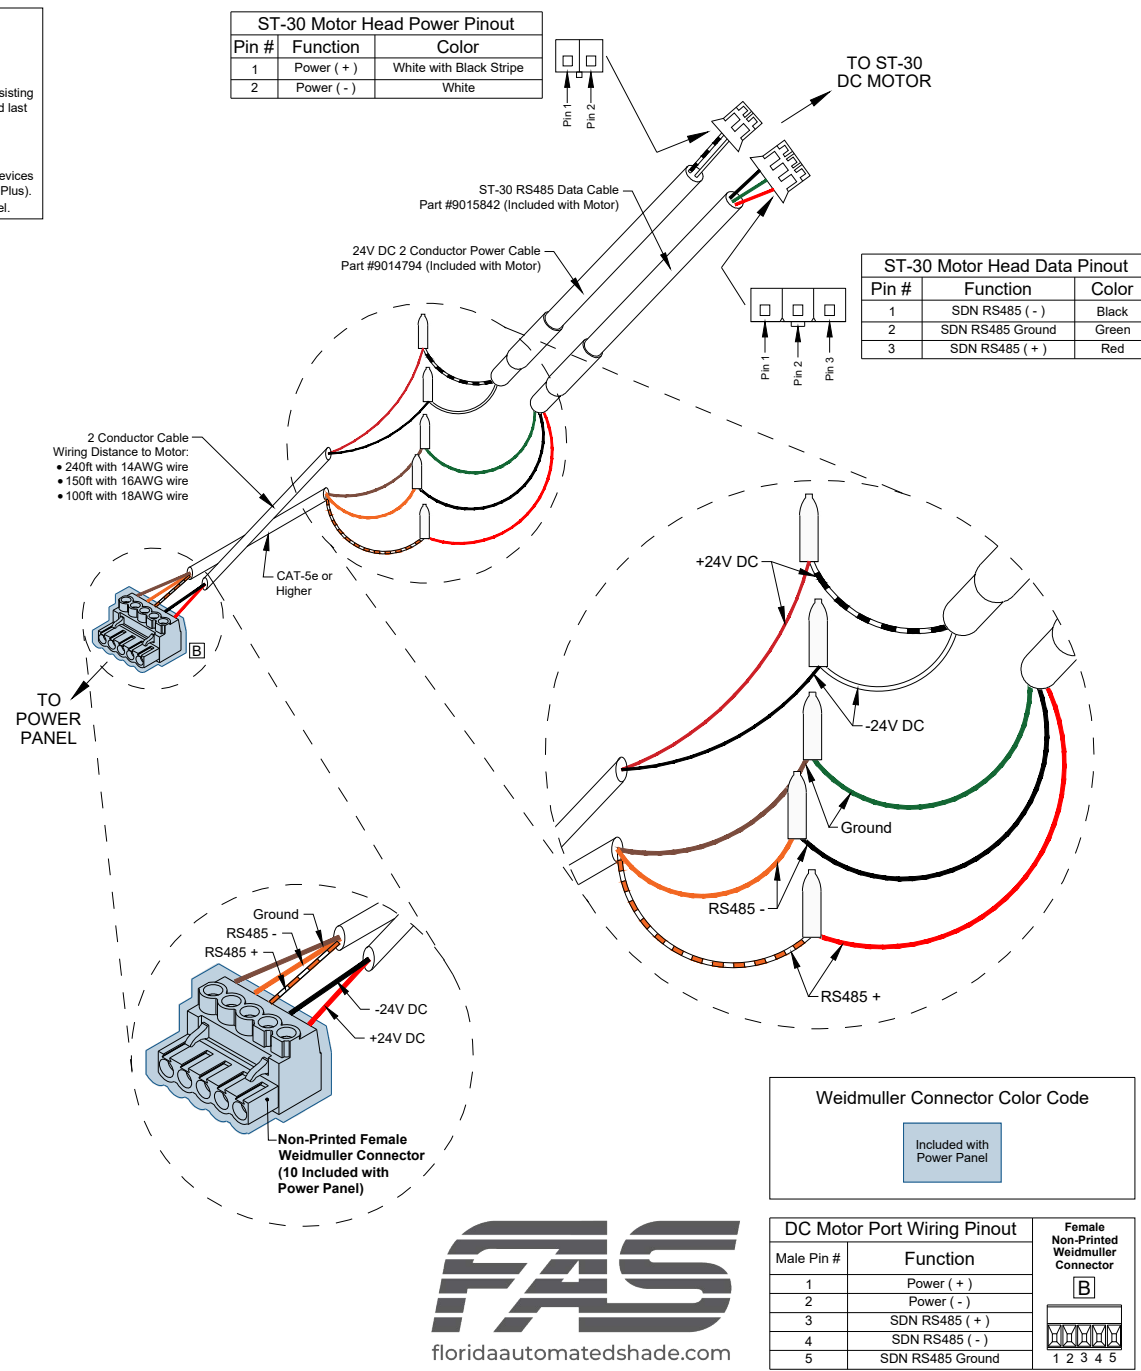 sisting
d last
evices
Plus).
el.
ST-30 Motor Head Power Pinout
Pin # Function Color
1 Power ( + ) White with Black Stripe
2 Power ( - ) White
Pin 1
Pin 2
TO ST-30
DC MOTOR
ST-30 RS485 Data Cable
Part #9015842 (Included with Motor)
24V DC 2 Conductor Power Cable
Part #9014794 (Included with Motor)
ST-30 Motor Head Data Pinout
Pin # Function Color
1 SDN RS485 ( - ) Black
2 SDN RS485 Ground Green
3 SDN RS485 ( + ) Red
Pin 1
Pin 2
Pin 3
2 Conductor Cable
Wiring Distance to Motor:
• 240ft with 14AWG wire
• 150ft with 16AWG wire
• 100ft with 18AWG wire
CAT-5e or
Higher
B
TO
POWER
PANEL
+24V DC
-24V DC
Ground
RS485 -
RS485 +
Ground
RS485 -
RS485 +
-24V DC
+24V DC
Non-Printed Female
Weidmuller Connector
(10 Included with
Power Panel)
Weidmuller Connector Color Code
Included with
Power Panel
DC Motor Port Wiring Pinout
Male Pin # Function
1 Power ( + )
2 Power ( - )
3 SDN RS485 ( + )
4 SDN RS485 ( - )
5 SDN RS485 Ground
Female
Non-Printed
Weidmuller
Connector
B
1 2 3 4 5
FAS
floridaautomatedshade.com